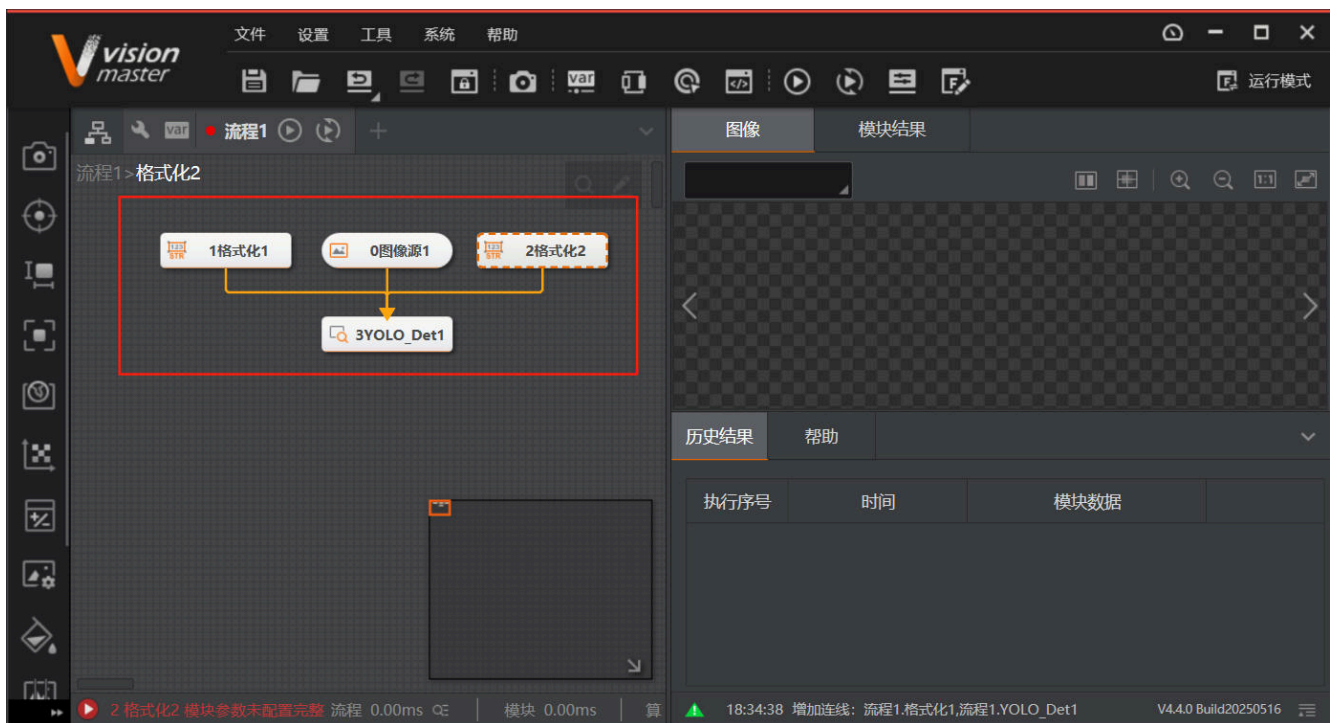 vision
master
文件 设置 工具 系统 帮助
var
运行模式
var 流程1
图像 模块结果
流程1>格式化2
1:1
123 STR 1格式化1
0图像源1
123 STR 2格式化2
3YOLO_Det1
历史结果 帮助
执行序号 时间 模块数据
2 格式化2 模块参数未配置完整 流程 0.00ms 模块 0.00ms 算
18:34:38 增加连线：流程1.格式化1,流程1.YOLO_Det1 V4.4.0 Build20250516